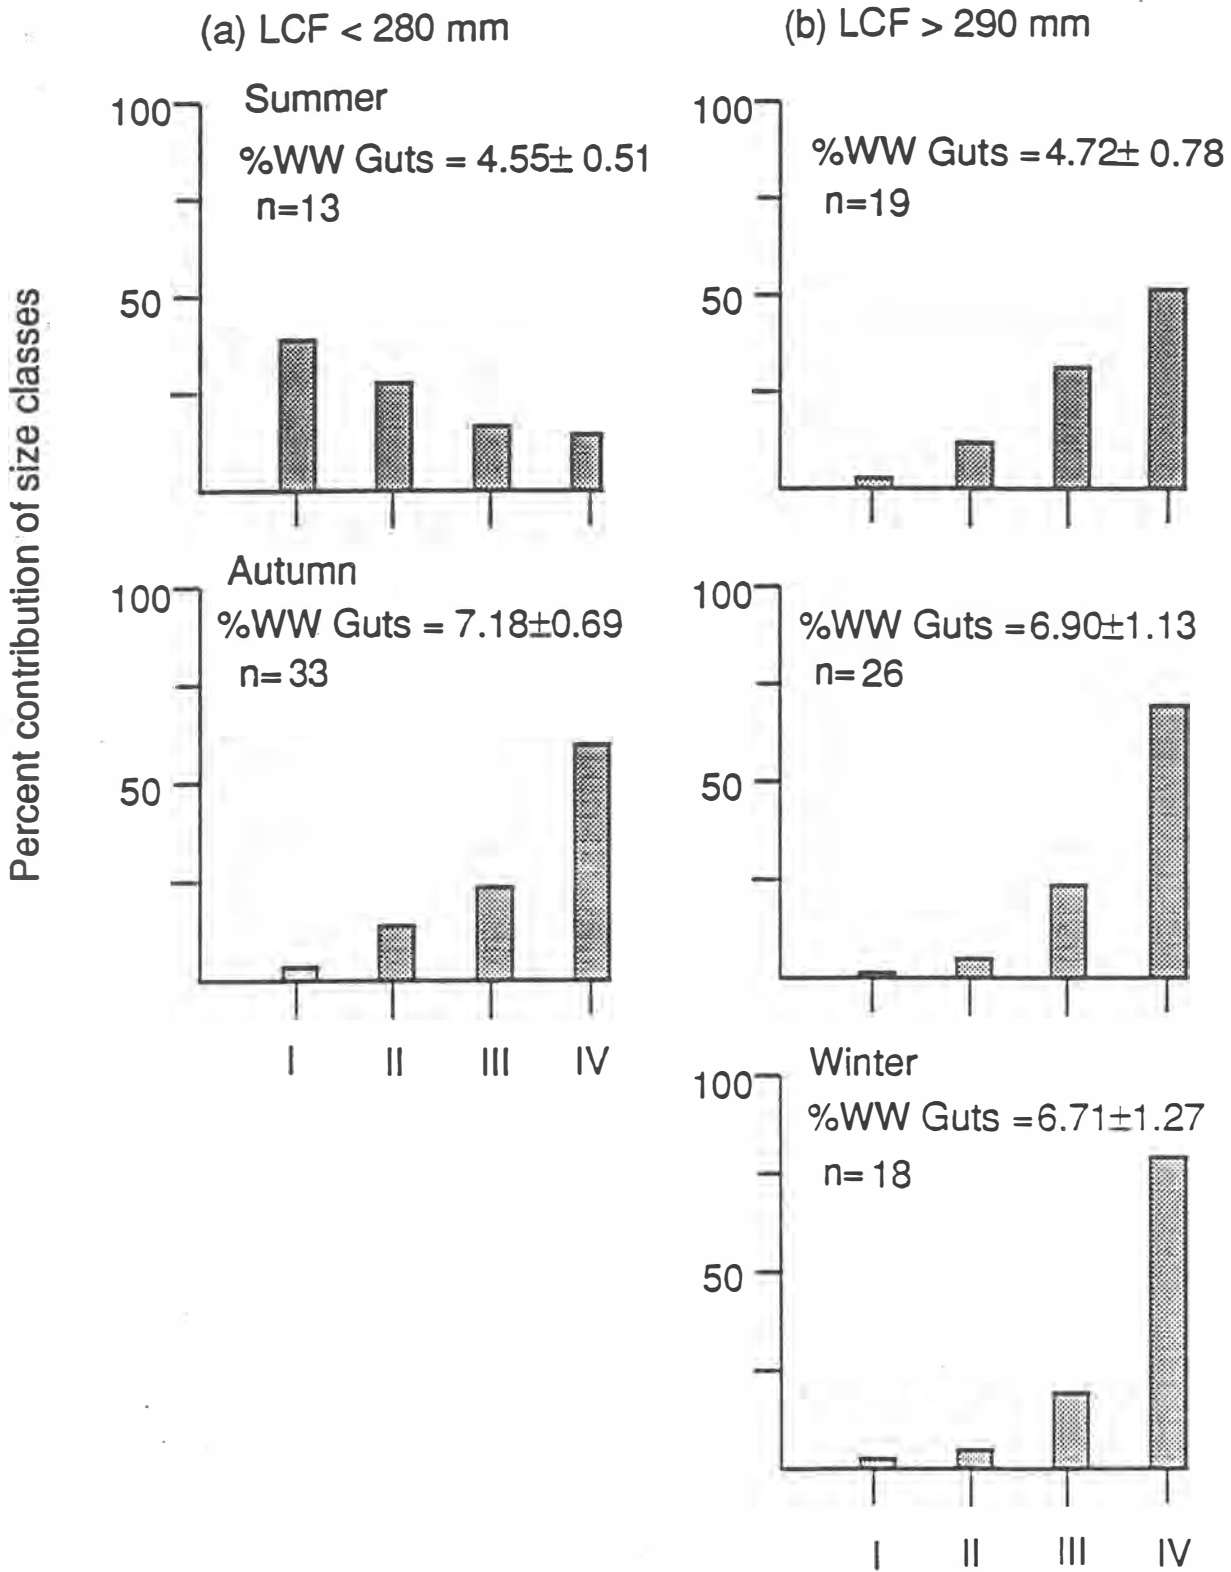 (a) LCF < 280 mm
(b) LCF > 290 mm
Percent contribution of size classes
Summer
100
%WW Guts = 4.55± 0.51
n=13
50
100
%WW Guts =4.72± 0.78
n=19
50
Autumn
100
%WW Guts = 7.18±0.69
n=33
50
I II III IV
100
%WW Guts =6.90±1.13
n=26
50
Winter
100
%WW Guts =6.71±1.27
n=18
50
I II III IV